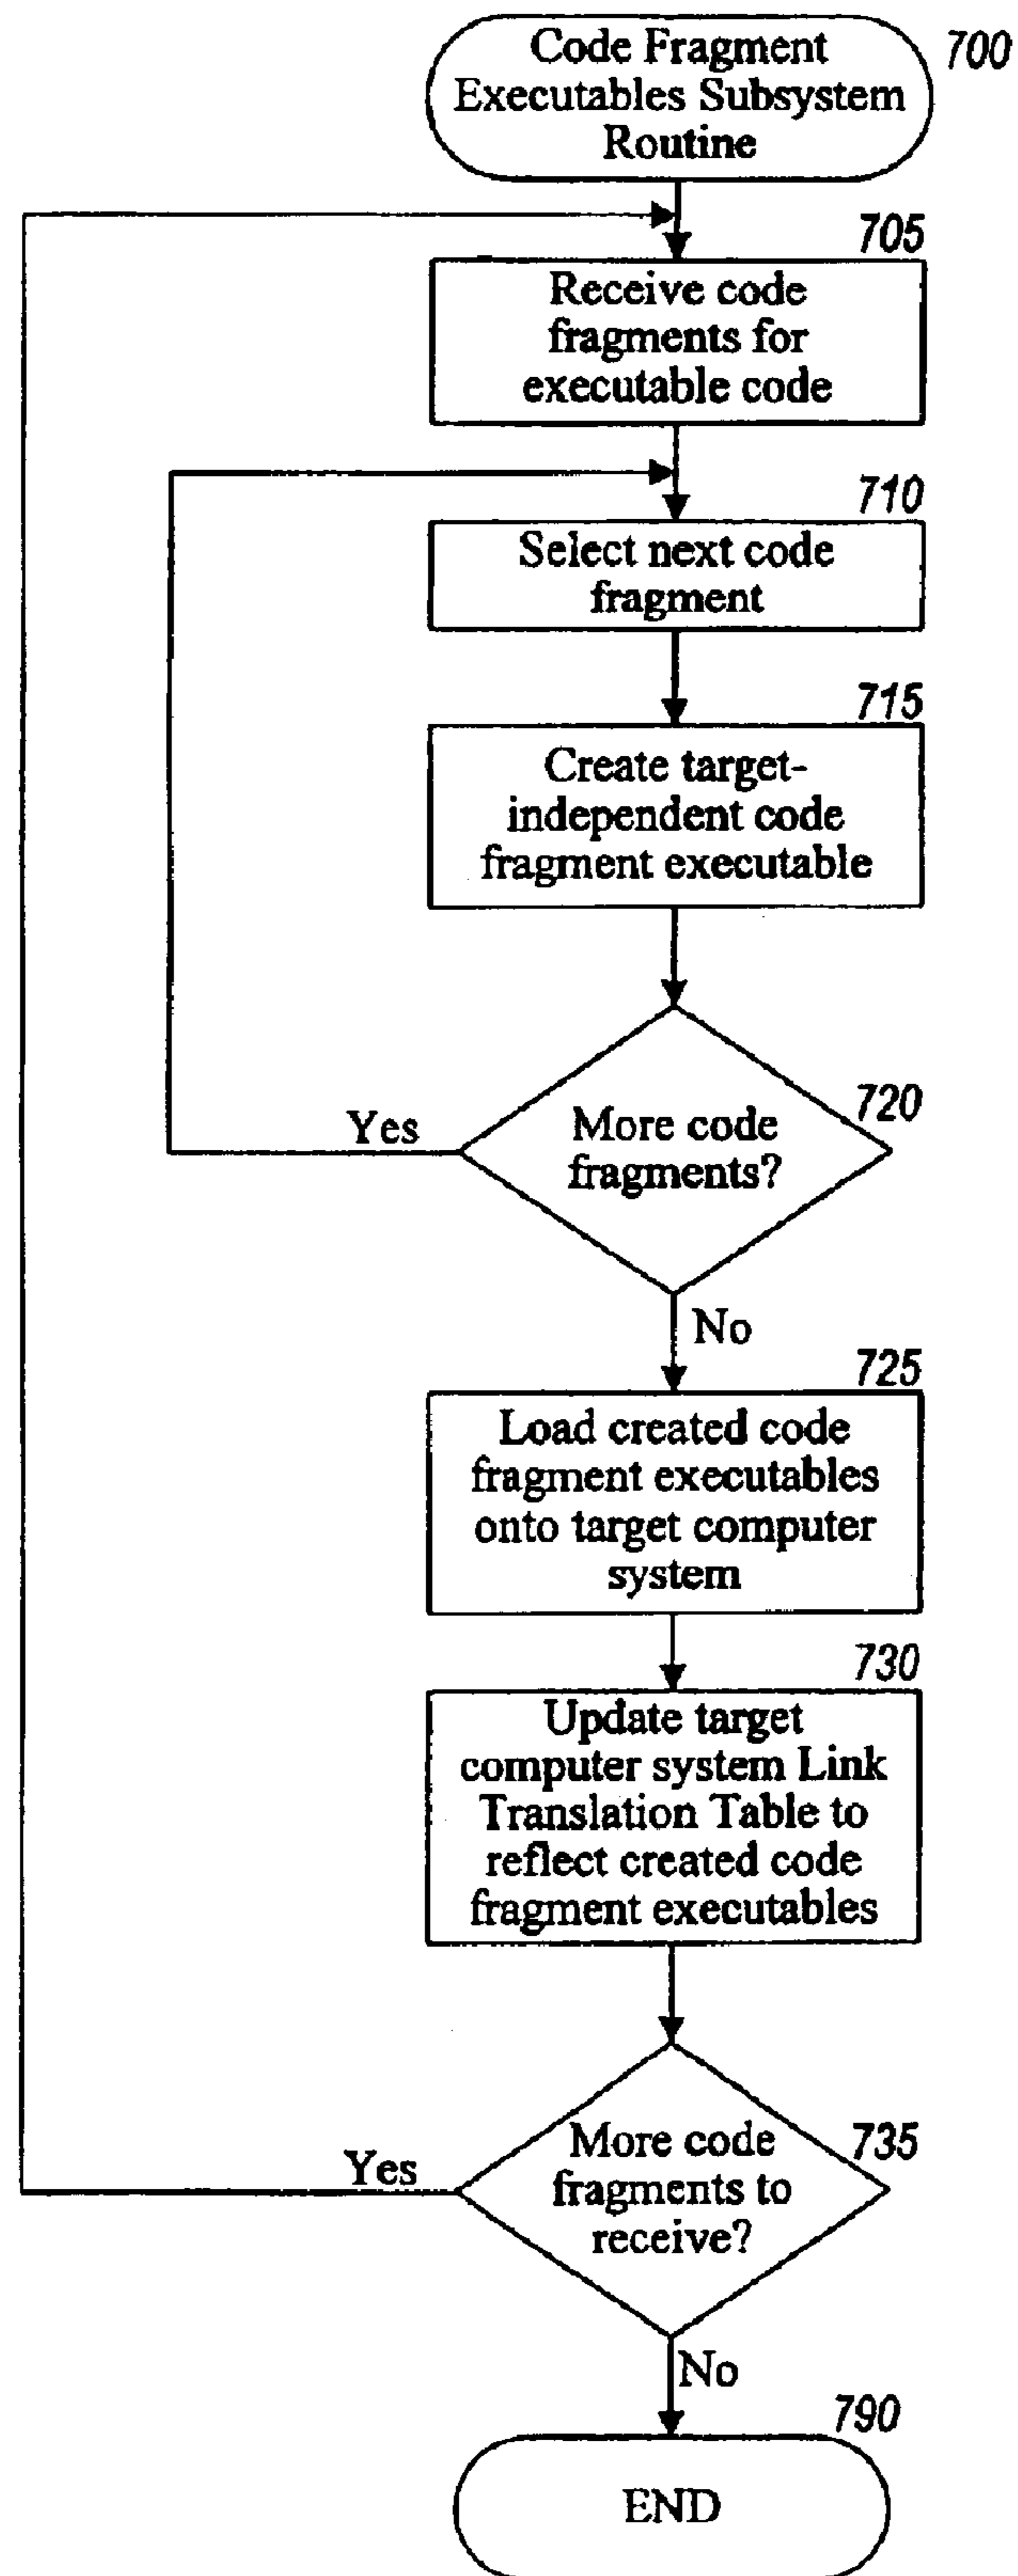 Code Fragment
Executables Subsystem
Routine
700
705
Receive code
fragments for
executable code
710
Select next code
fragment
715
Create target-
independent code
fragment executable
720
More code
fragments?
Yes
No
725
Load created code
fragment executables
onto target computer
system
730
Update target
computer system Link
Translation Table to
reflect created code
fragment executables
735
More code
fragments to
receive?
Yes
No
790
END